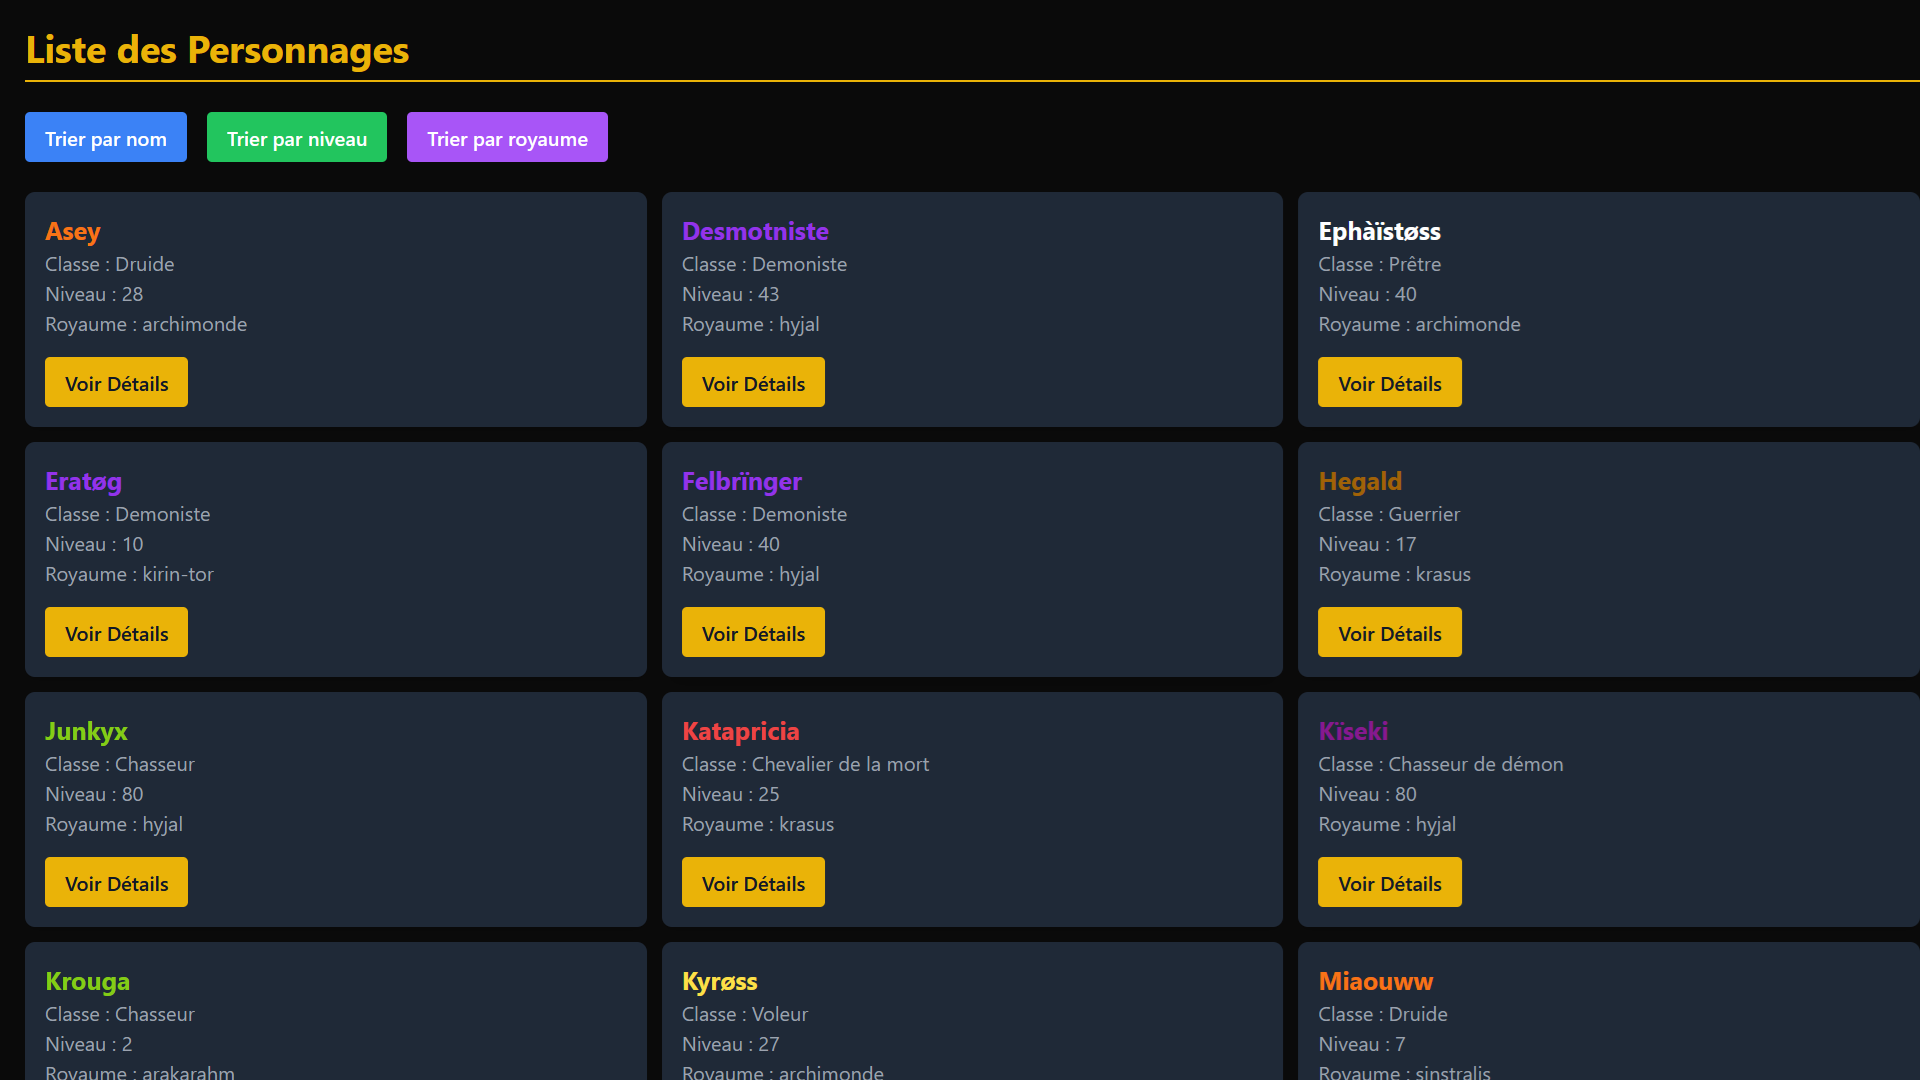 Liste des Personnages
Trier par nom
Trier par niveau
Trier par royaume
Asey
Classe : Druide
Niveau : 28
Royaume : archimonde
Voir Détails
Desmotniste
Classe : Demoniste
Niveau : 43
Royaume : hyjal
Voir Détails
Ephàïstøss
Classe : Prêtre
Niveau : 40
Royaume : archimonde
Voir Détails
Eratøg
Classe : Demoniste
Niveau : 10
Royaume : kirin-tor
Voir Détails
Felbrïnger
Classe : Demoniste
Niveau : 40
Royaume : hyjal
Voir Détails
Hegald
Classe : Guerrier
Niveau : 17
Royaume : krasus
Voir Détails
Junkyx
Classe : Chasseur
Niveau : 80
Royaume : hyjal
Voir Détails
Katapricia
Classe : Chevalier de la mort
Niveau : 25
Royaume : krasus
Voir Détails
Kïseki
Classe : Chasseur de démon
Niveau : 80
Royaume : hyjal
Voir Détails
Krouga
Classe : Chasseur
Niveau : 2
Royaume : arakarahm
Kyrøss
Classe : Voleur
Niveau : 27
Royaume : archimonde
Miaouww
Classe : Druide
Niveau : 7
Royaume : sinstralis